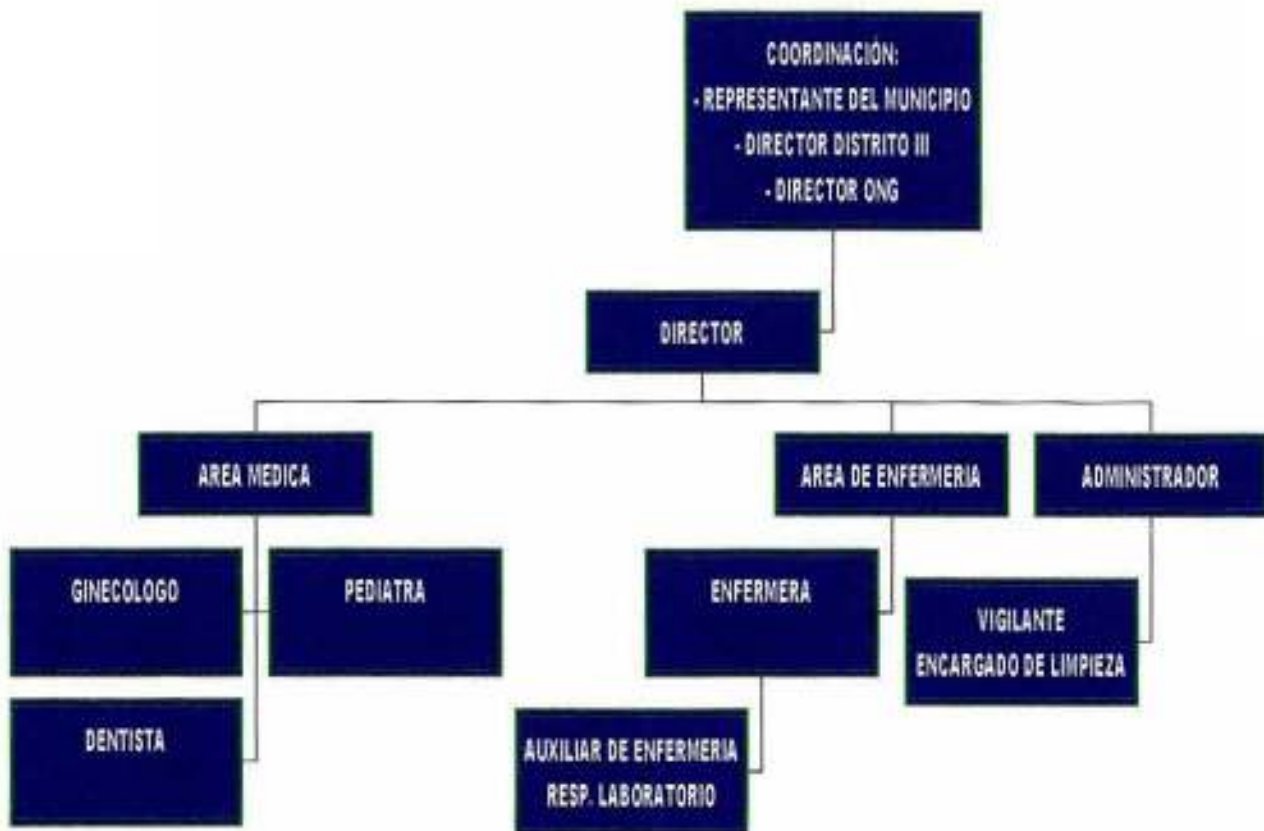 COORDINACIÓN:
- REPRESENTANTE DEL MUNICIPIO
- DIRECTOR DISTRITO III
- DIRECTOR ONG
DIRECTOR
AREA MEDICA
AREA DE ENFERMERIA
ADMINISTRADOR
GINECOLOGO
PEDIATRA
ENFERMERA
VIGILANTE
ENCARGADO DE LIMPIEZA
DENTISTA
AUXILIAR DE ENFERMERIA
RESP. LABORATORIO